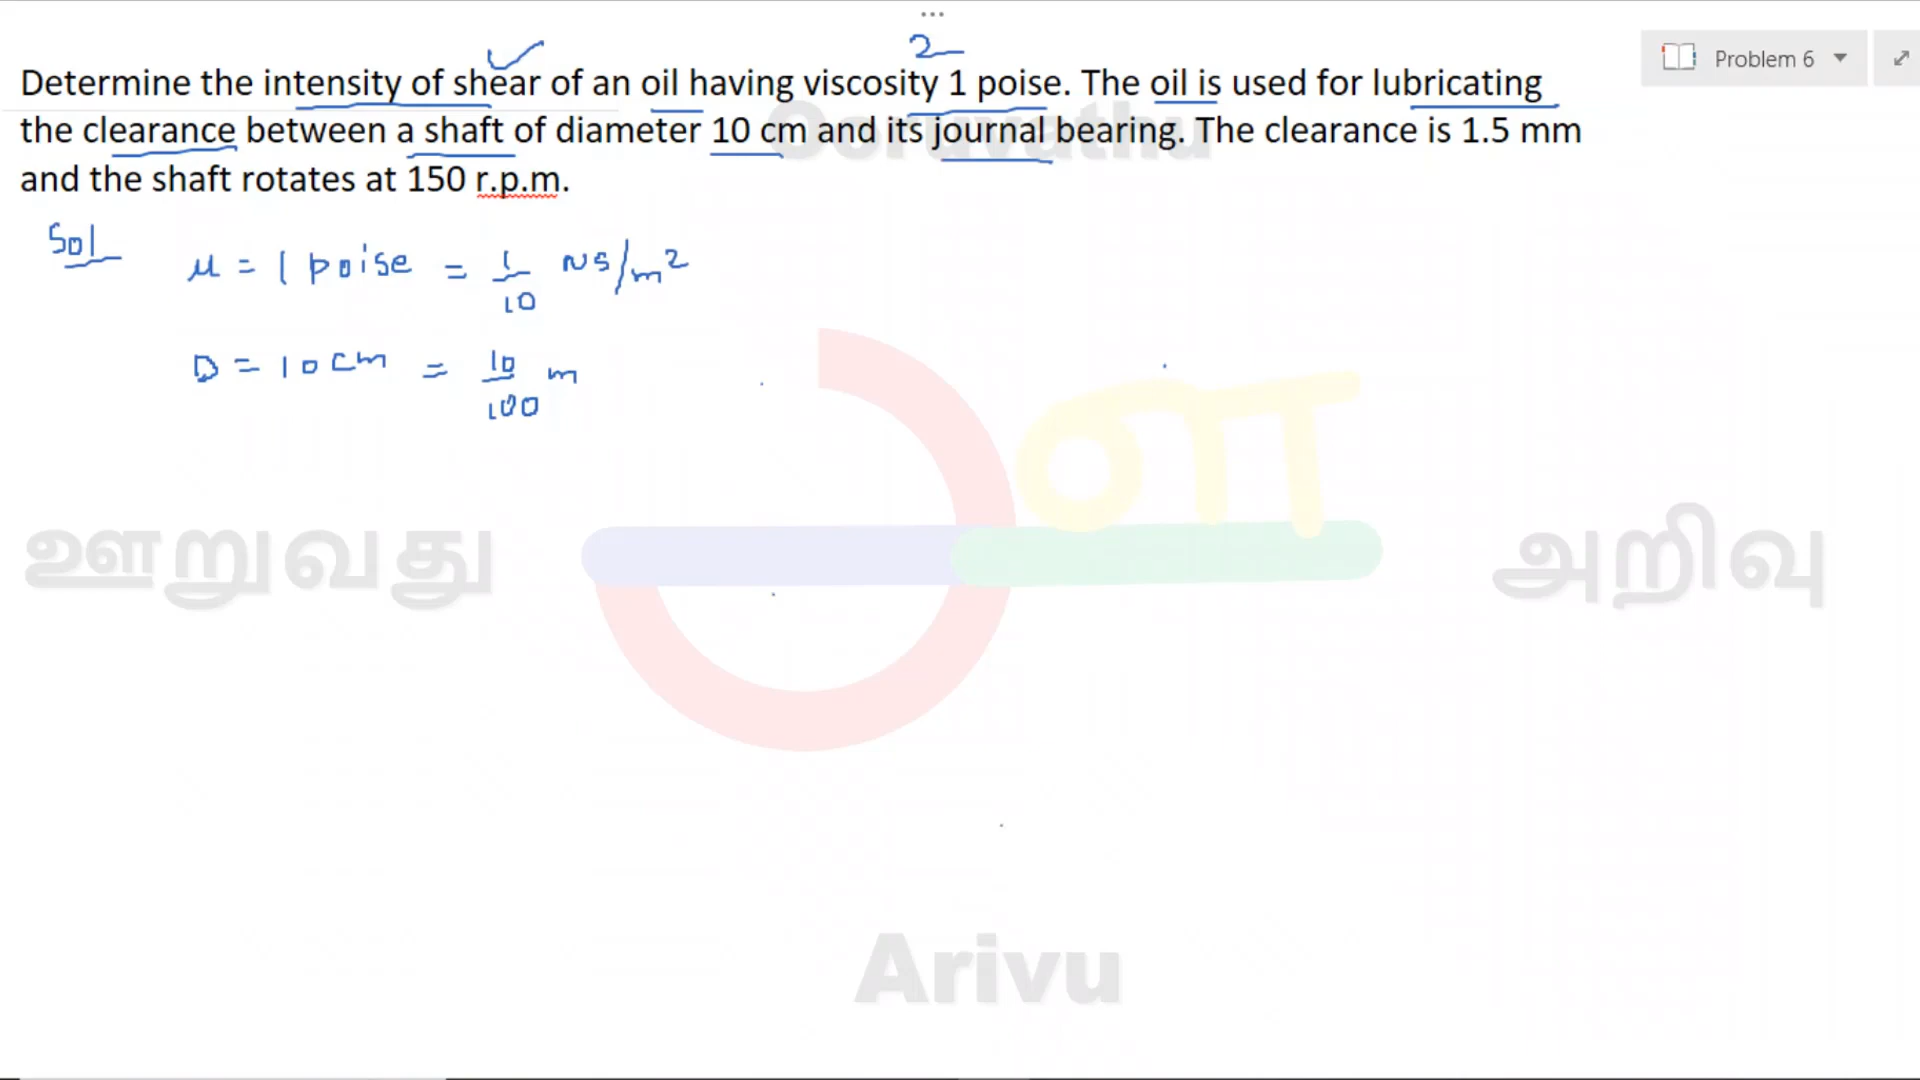 ...
2
Determine the intensity of shear of an oil having viscosity 1 poise. The oil is used for lubricating
the clearance between a shaft of diameter 10 cm and its journal bearing. The clearance is 1.5 mm
and the shaft rotates at 150 r.p.m.
Problem 6
Ooruvathu
Sol
μ = 1 poise = 1/10 Ns/m²
D = 10 cm = 10/100 m
ள
ஊறுவது
அறிவு
Arivu